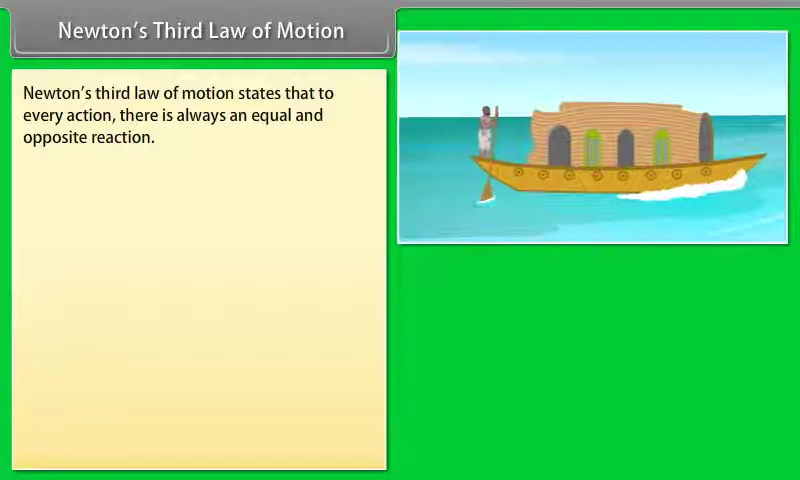 Newton’s Third Law of Motion
Newton’s third law of motion states that to
every action, there is always an equal and
opposite reaction.